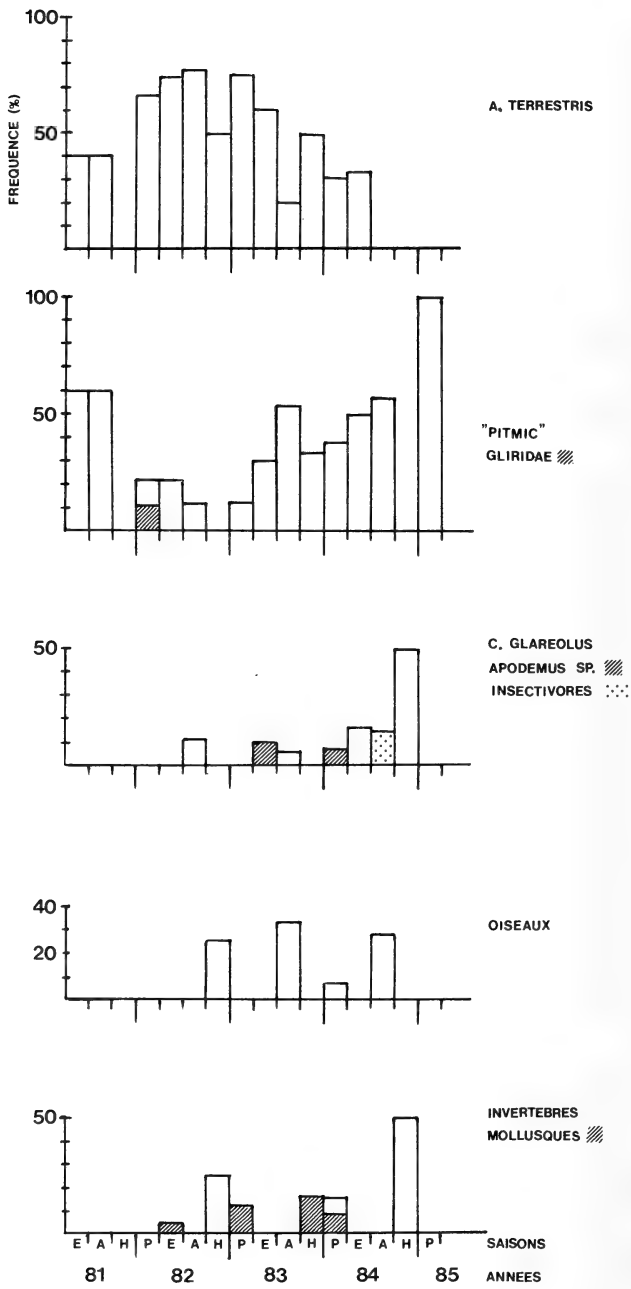 FREQUENCE (%)
100
50
A. TERRESTRIS
100
50
"PITMIC"
GLIRIDAE
50
C. GLAREOLUS
APODEMUS SP.
INSECTIVORES
40
20
OISEAUX
50
INVERTEBRES
MOLLUSQUES
E A H P E A H P E A H P E A H P SAISONS
81 82 83 84 85 ANNEES